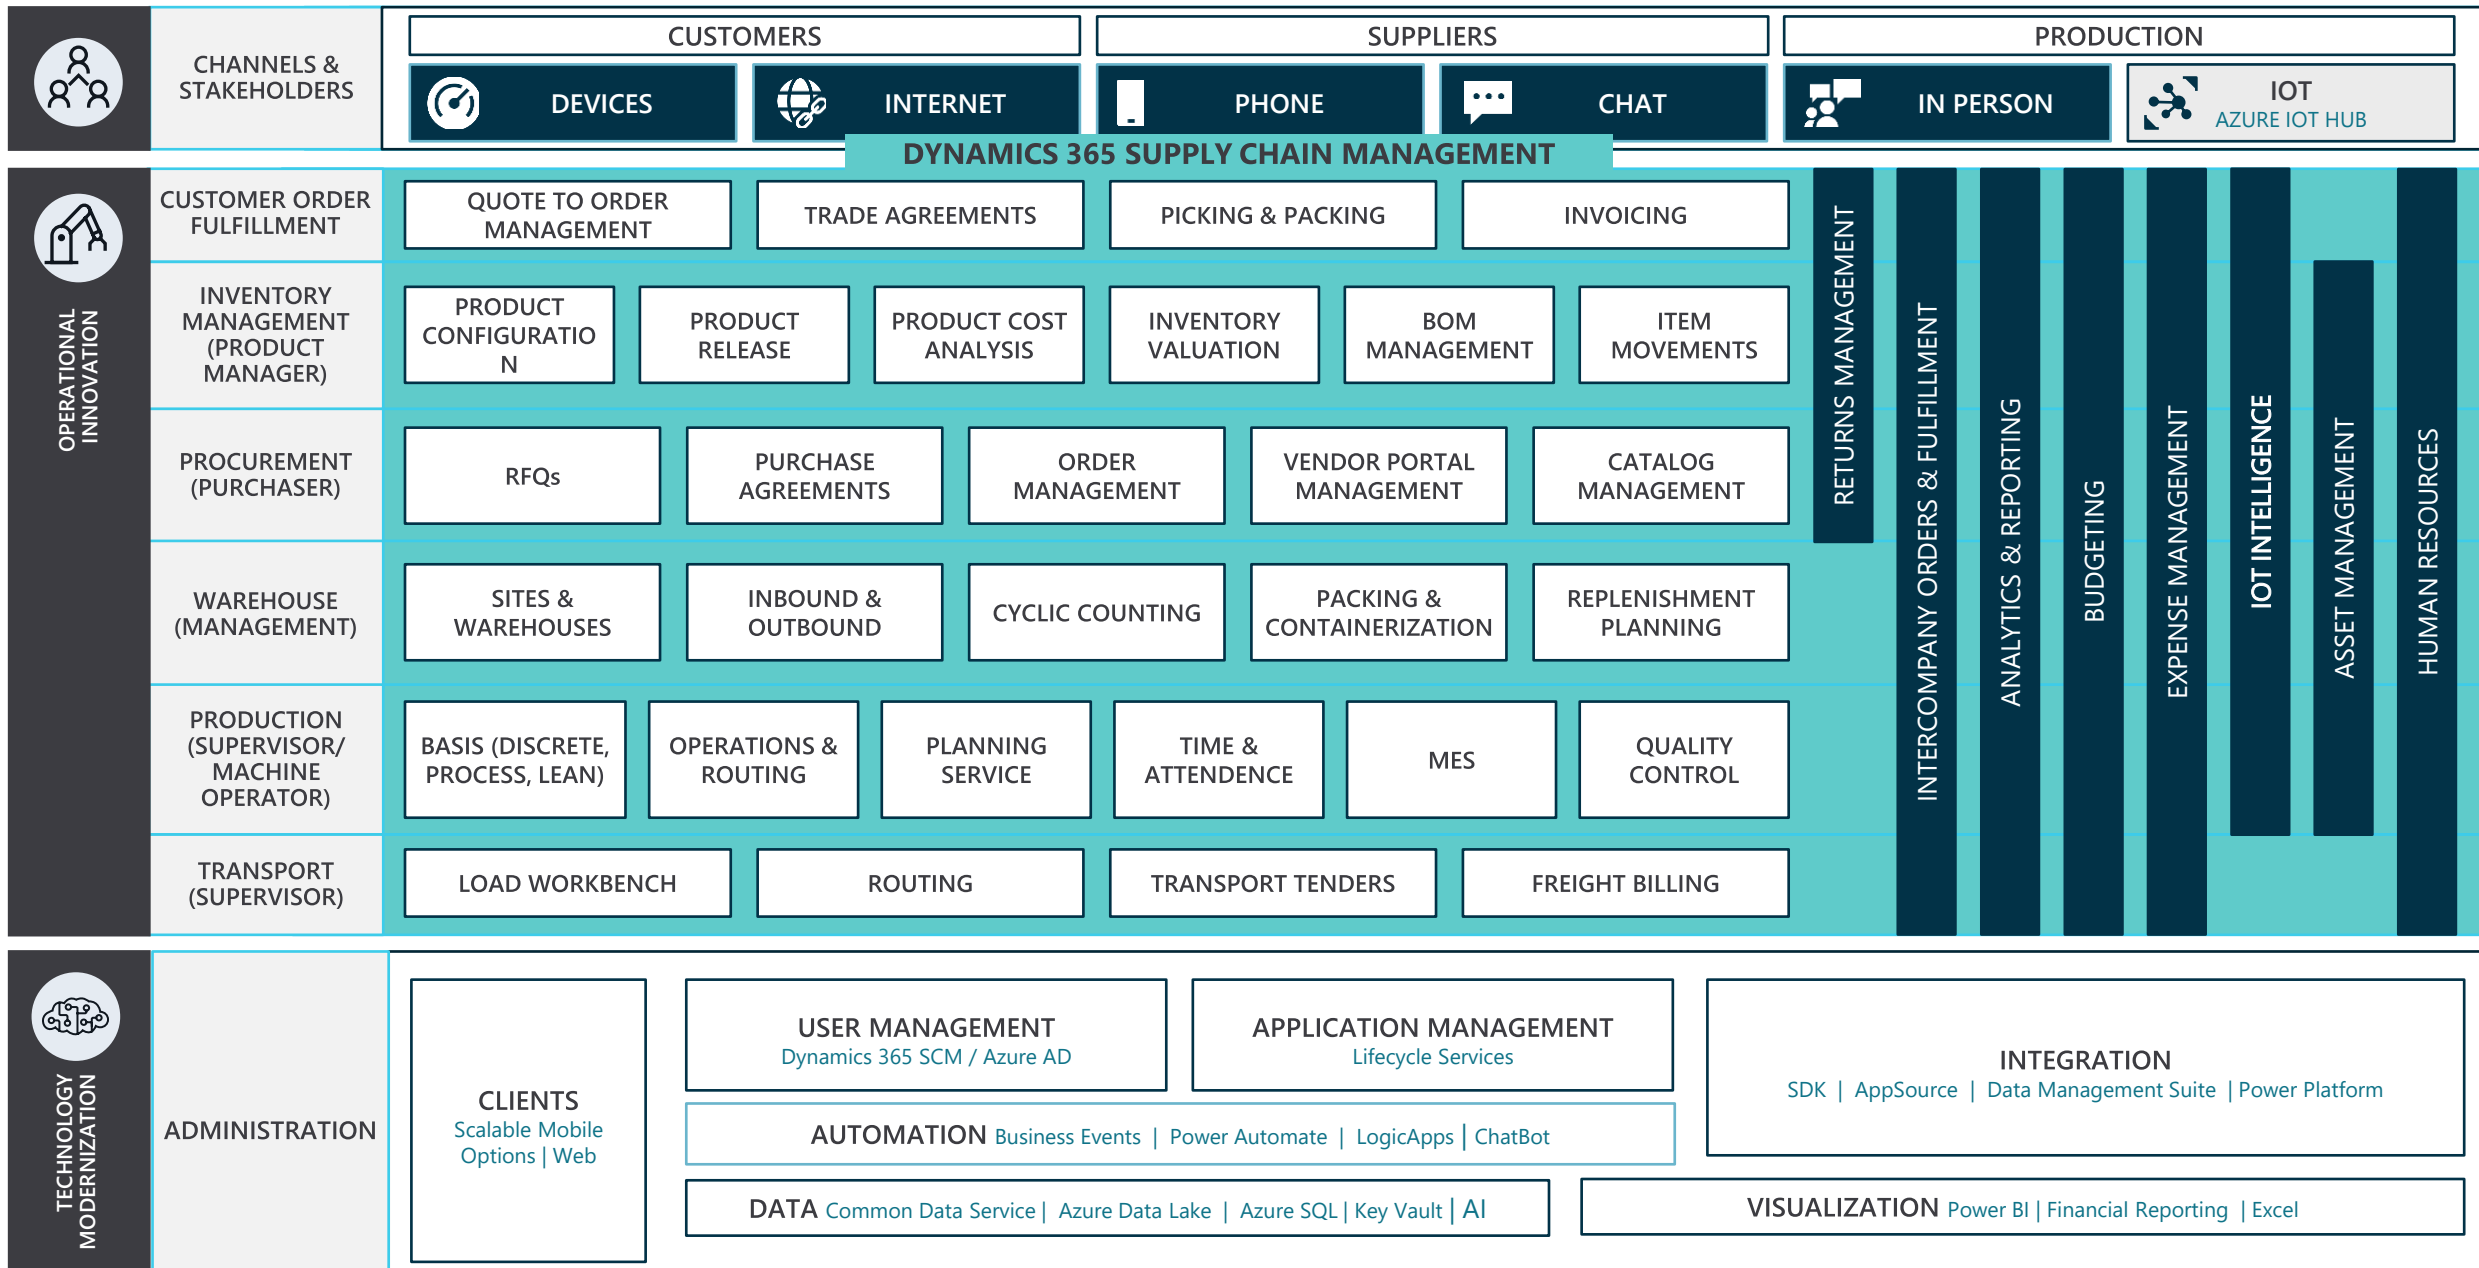 CHANNELS &
STAKEHOLDERS
CUSTOMERS
SUPPLIERS
PRODUCTION
DEVICES
INTERNET
PHONE
CHAT
IN PERSON
IOT
AZURE IOT HUB
DYNAMICS 365 SUPPLY CHAIN MANAGEMENT
OPERATIONAL
INNOVATION
CUSTOMER ORDER
FULFILLMENT
QUOTE TO ORDER
MANAGEMENT
TRADE AGREEMENTS
PICKING & PACKING
INVOICING
INVENTORY
MANAGEMENT
(PRODUCT
MANAGER)
PRODUCT
CONFIGURATIO
N
PRODUCT
RELEASE
PRODUCT COST
ANALYSIS
INVENTORY
VALUATION
BOM
MANAGEMENT
ITEM
MOVEMENTS
PROCUREMENT
(PURCHASER)
RFQs
PURCHASE
AGREEMENTS
ORDER
MANAGEMENT
VENDOR PORTAL
MANAGEMENT
CATALOG
MANAGEMENT
WAREHOUSE
(MANAGEMENT)
SITES &
WAREHOUSES
INBOUND &
OUTBOUND
CYCLIC COUNTING
PACKING &
CONTAINERIZATION
REPLENISHMENT
PLANNING
PRODUCTION
(SUPERVISOR/
MACHINE
OPERATOR)
BASIS (DISCRETE,
PROCESS, LEAN)
OPERATIONS &
ROUTING
PLANNING
SERVICE
TIME &
ATTENDENCE
MES
QUALITY
CONTROL
TRANSPORT
(SUPERVISOR)
LOAD WORKBENCH
ROUTING
TRANSPORT TENDERS
FREIGHT BILLING
RETURNS MANAGEMENT
INTERCOMPANY ORDERS & FULFILLMENT
ANALYTICS & REPORTING
BUDGETING
EXPENSE MANAGEMENT
IOT INTELLIGENCE
ASSET MANAGEMENT
HUMAN RESOURCES
TECHNOLOGY
MODERNIZATION
ADMINISTRATION
CLIENTS
Scalable Mobile
Options | Web
USER MANAGEMENT
Dynamics 365 SCM / Azure AD
APPLICATION MANAGEMENT
Lifecycle Services
INTEGRATION
SDK | AppSource | Data Management Suite | Power Platform
AUTOMATION Business Events | Power Automate | LogicApps | ChatBot
DATA Common Data Service | Azure Data Lake | Azure SQL | Key Vault | AI
VISUALIZATION Power BI | Financial Reporting | Excel